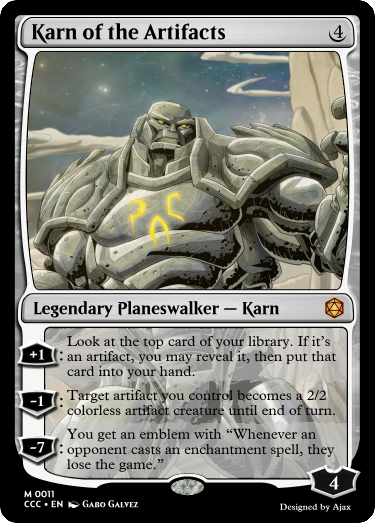 Karn of the Artifacts 4
Legendary Planeswalker — Karn
+1: Look at the top card of your library. If it's
an artifact, you may reveal it, then put that
card into your hand.
-1: Target artifact you control becomes a 2/2
colorless artifact creature until end of turn.
-7: You get an emblem with “Whenever an
opponent casts an enchantment spell, they
lose the game.”
4
M 0011
CCC • EN Gabo Galvez
Designed by Ajax